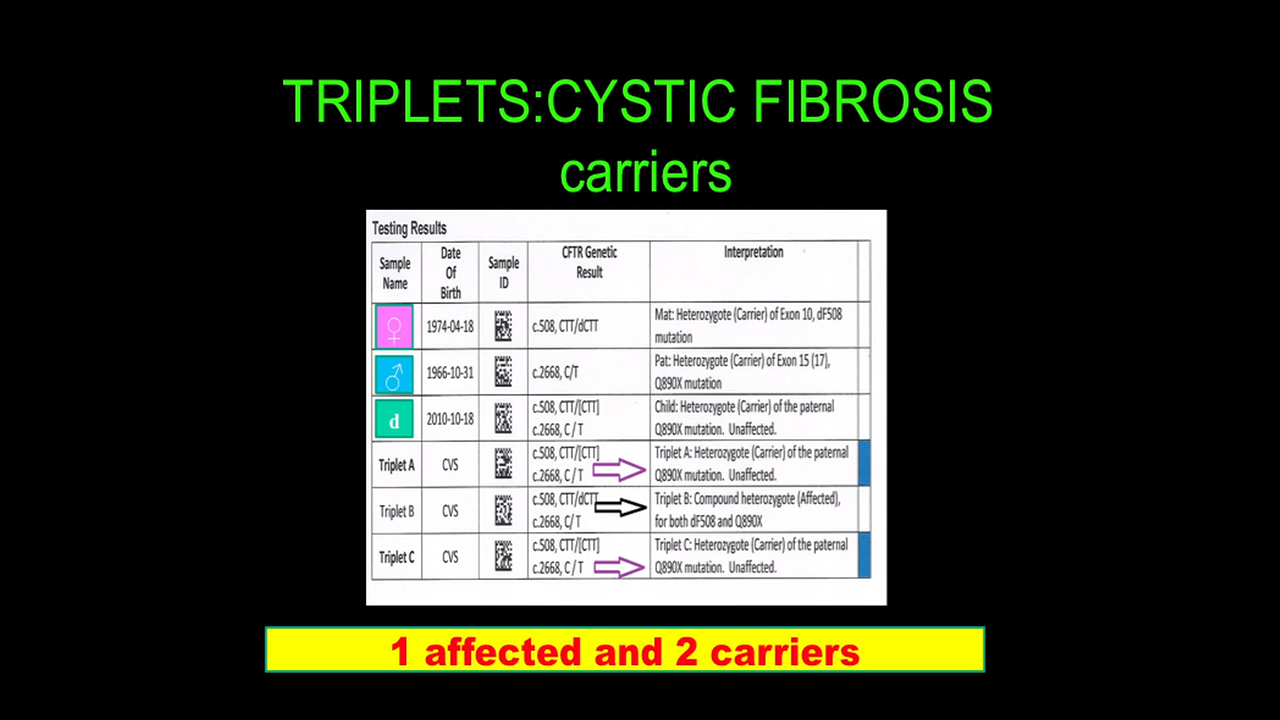 TRIPLETS:CYSTIC FIBROSIS
carriers
Testing Results
Sample Name Date Of Birth Sample ID CFTR Genetic Result Interpretation
♀ 1974-04-18 c.508, CTT/dCTT Mat: Heterozygote (Carrier) of Exon 10, dF508
mutation
♂ 1966-10-31 c.2668, C/T Pat: Heterozygote (Carrier) of Exon 15 (17),
Q890X mutation
d 2010-10-18 c.508, CTT/[CTT] Child: Heterozygote (Carrier) of the paternal
c.2668, C / T Q890X mutation. Unaffected.
Triplet A CVS c.508, CTT/[CTT] Triplet A: Heterozygote (Carrier) of the paternal
c.2668, C / T Q890X mutation. Unaffected.
Triplet B CVS c.508, CTT/dCTT Triplet B: Compound heterozygote (Affected),
c.2668, C/ T for both dF508 and Q890X
Triplet C CVS c.508, CTT/[CTT] Triplet C: Heterozygote (Carrier) of the paternal
c.2668, C / T Q890X mutation. Unaffected.
1 affected and 2 carriers